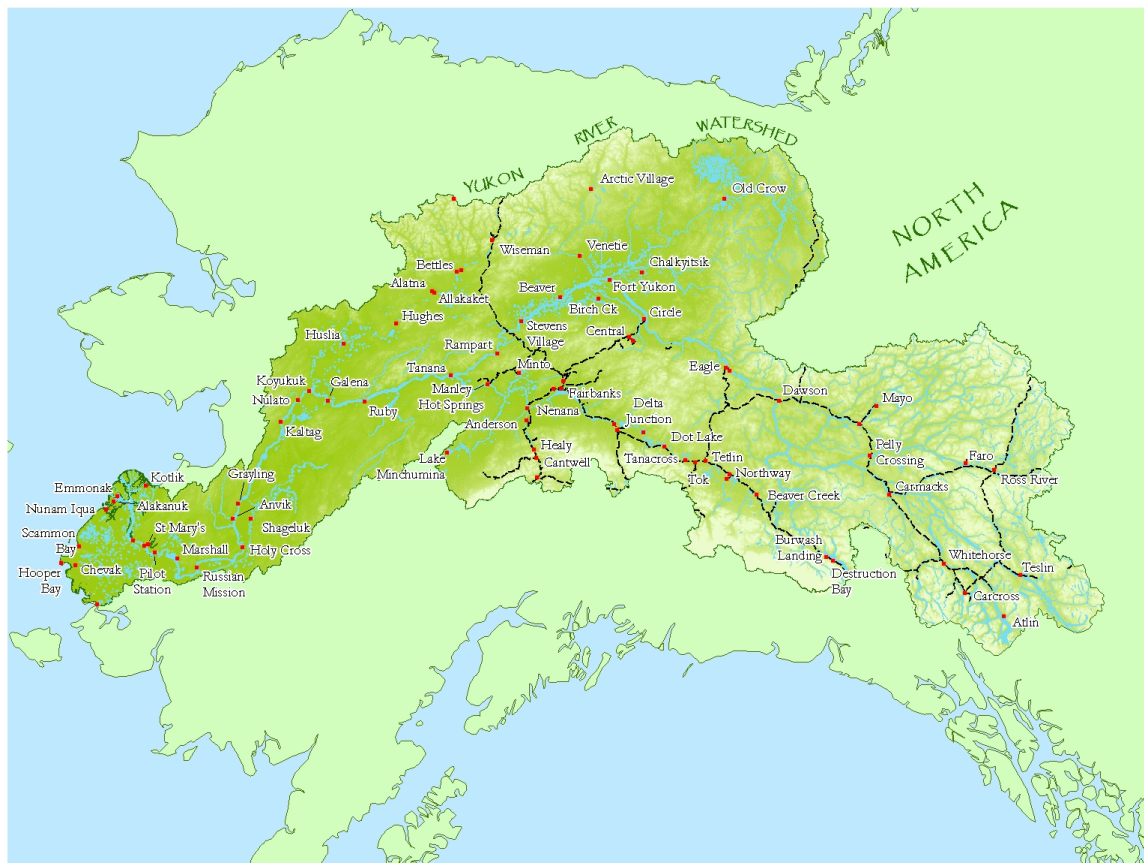 YUKON
RIVER
WATERSHED
NORTH
AMERICA
Arctic Village
Old Crow
Wiseman
Venetie
Bettles
Chalkyitsik
Alatna
Allakaket
Beaver
Fort Yukon
Birch Ck
Hughes
Circle
Stevens
Village
Central
Huslia
Rampart
Minto
Tanana
Eagle
Koyukuk
Galena
Manley
Hot Springs
Fairbanks
Dawson
Mayo
Nulato
Ruby
Nenana
Delta
Junction
Anderson
Kaltag
Dot Lake
Healy
Pelly
Crossing
Lake
Minchumina
Cantwell
Tanacross
Tetlin
Tok
Northway
Faro
Ross River
Grayling
Kotlik
Emmonak
Alakanuk
Anvik
Beaver Creek
Carmacks
Nunam Iqua
St Mary's
Shageluk
Scammon
Bay
Marshall
Holy Cross
Burwash
Landing
Whitehorse
Hooper
Bay
Chevak
Pilot
Station
Russian
Mission
Destruction
Bay
Teslin
Carcross
Atlin